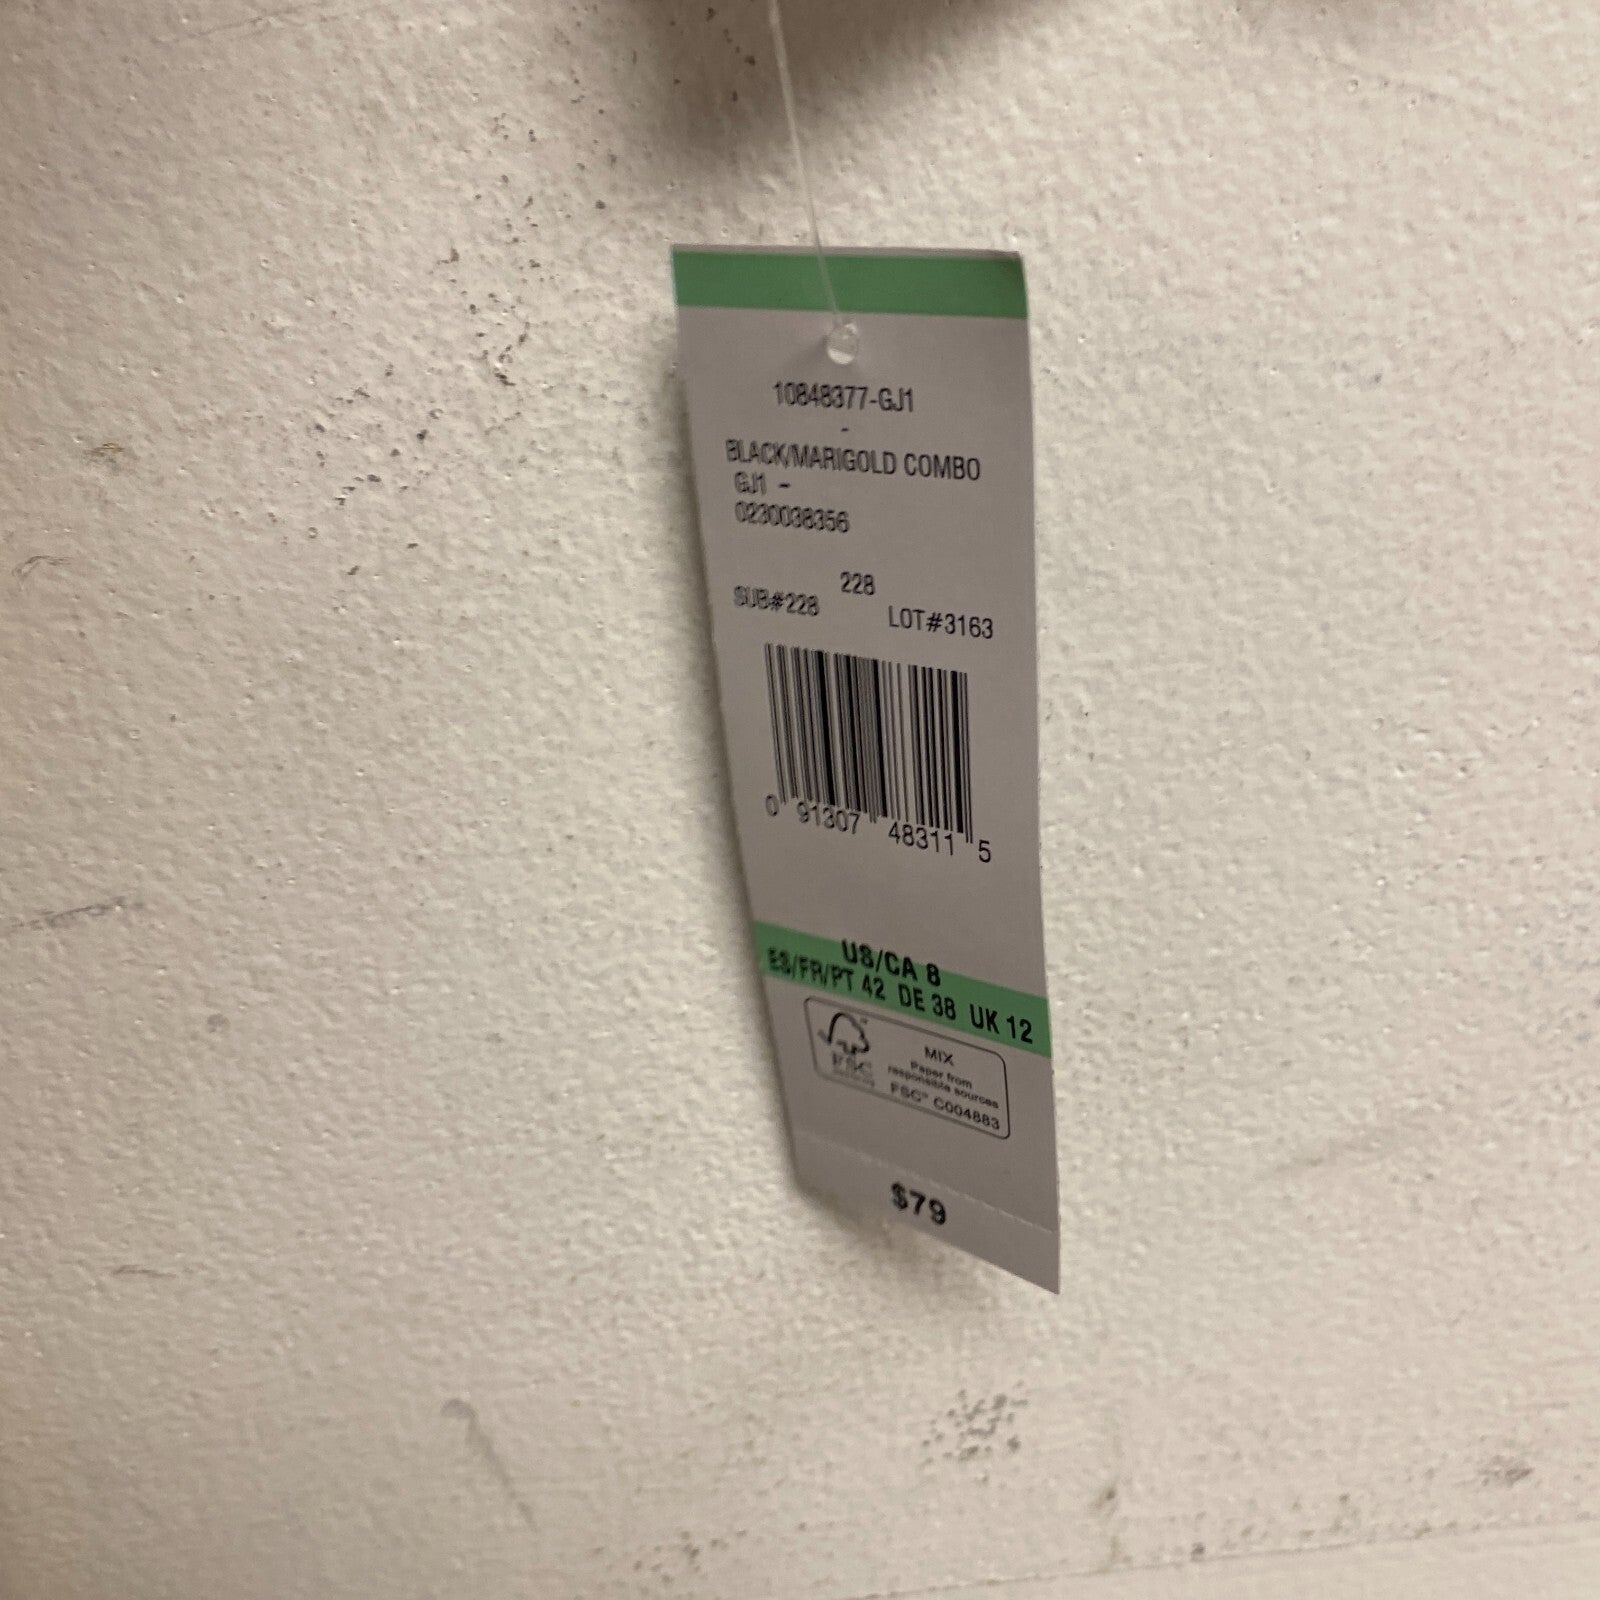 10848377-GJ1
-
BLACK/MARIGOLD COMBO
GJ1 -
0230038356
228
SUB#228 LOT#3163
0 91307 48311 5
US/CA 8
ES/FR/PT 42 DE 38 UK 12
FSC
MIX
Paper from
responsible sources
FSC® C004883
$79